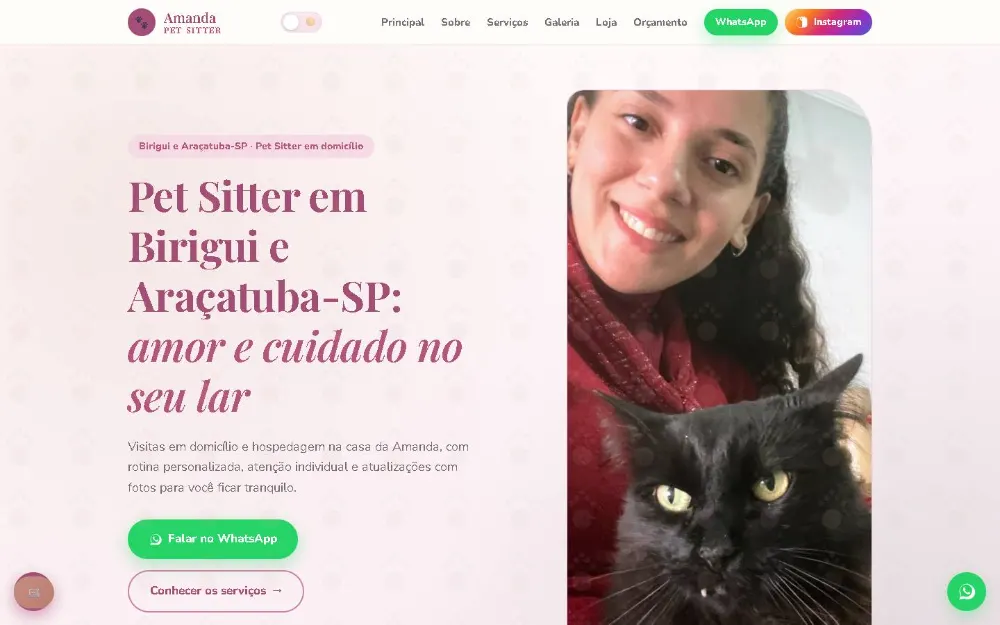 Amanda
PET SITTER
Principal
Sobre
Serviços
Galeria
Loja
Orçamento
WhatsApp
Instagram
Birigui e Araçatuba-SP · Pet Sitter em domicílio
Pet Sitter em
Birigui e
Araçatuba-SP:
amor e cuidado no
seu lar
Visitas em domicílio e hospedagem na casa da Amanda, com
rotina personalizada, atenção individual e atualizações com
fotos para você ficar tranquilo.
Falar no WhatsApp
Conhecer os serviços →